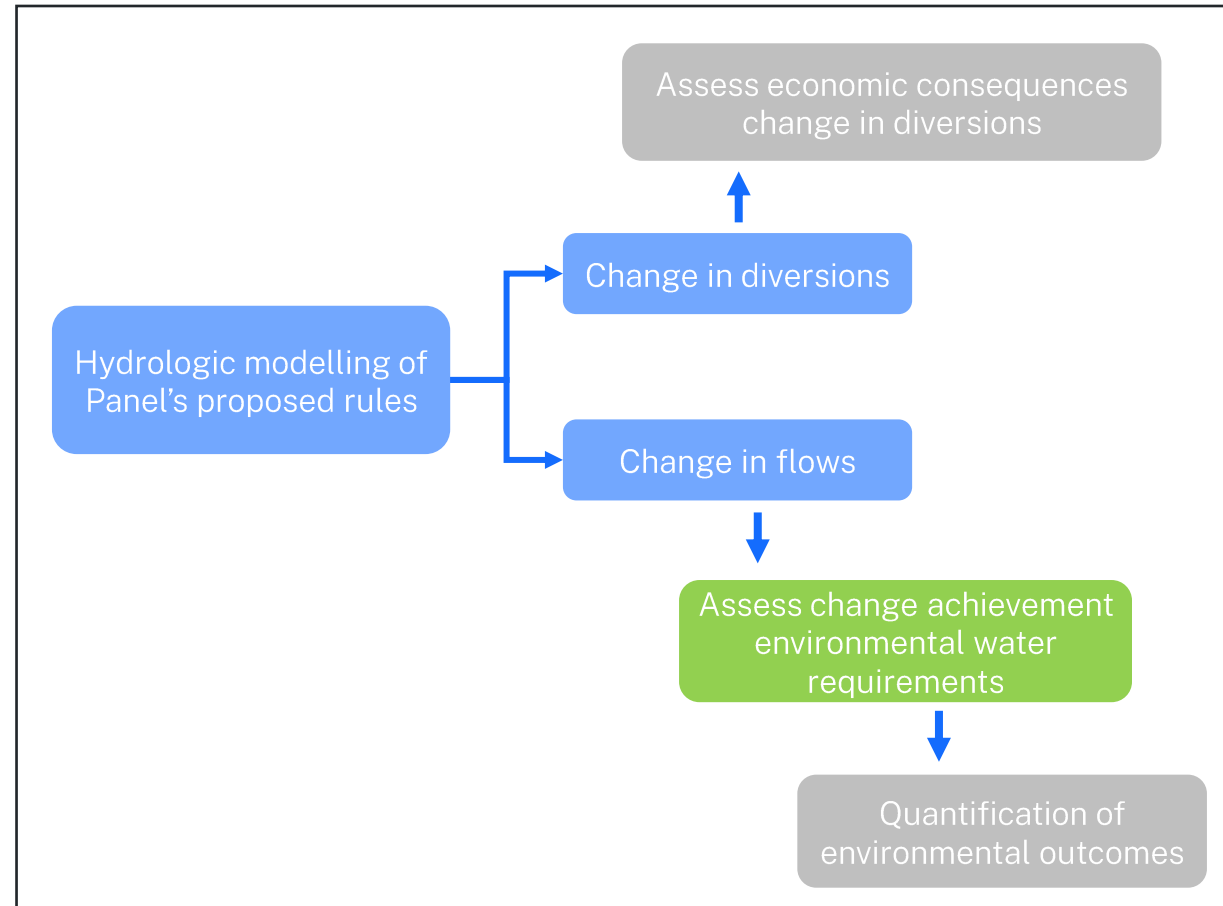 Assess economic consequences
change in diversions
Change in diversions
Hydrologic modelling of
Panel’s proposed rules
Change in flows
Assess change achievement
environmental water
requirements
Quantification of
environmental outcomes